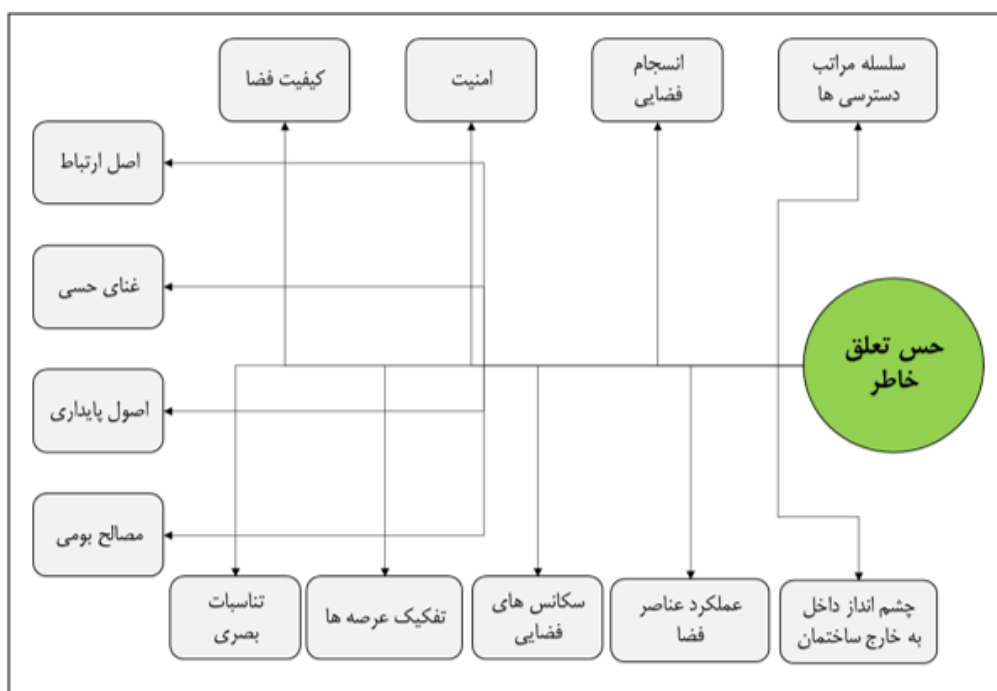 سلسله مراتب
دسترسی ها
انسجام
فضایی
امنیت
کیفیت فضا
اصل ارتباط
غنای حسی
اصول پایداری
مصالح بومی
حس تعلق
خاطر
چشم انداز داخل
به خارج ساختمان
عملکرد عناصر
فضا
سکانس های
فضایی
تفکیک عرصه ها
تناسبات
بصری